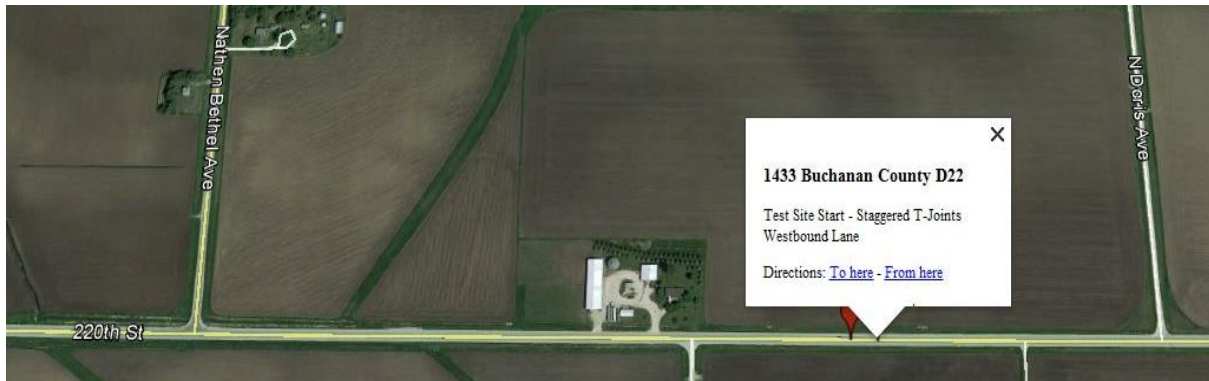 Nathen Bethel Ave
N Doris Ave
1433 Buchanan County D22
Test Site Start - Staggered T-Joints
Westbound Lane
Directions: To here - From here
220th St